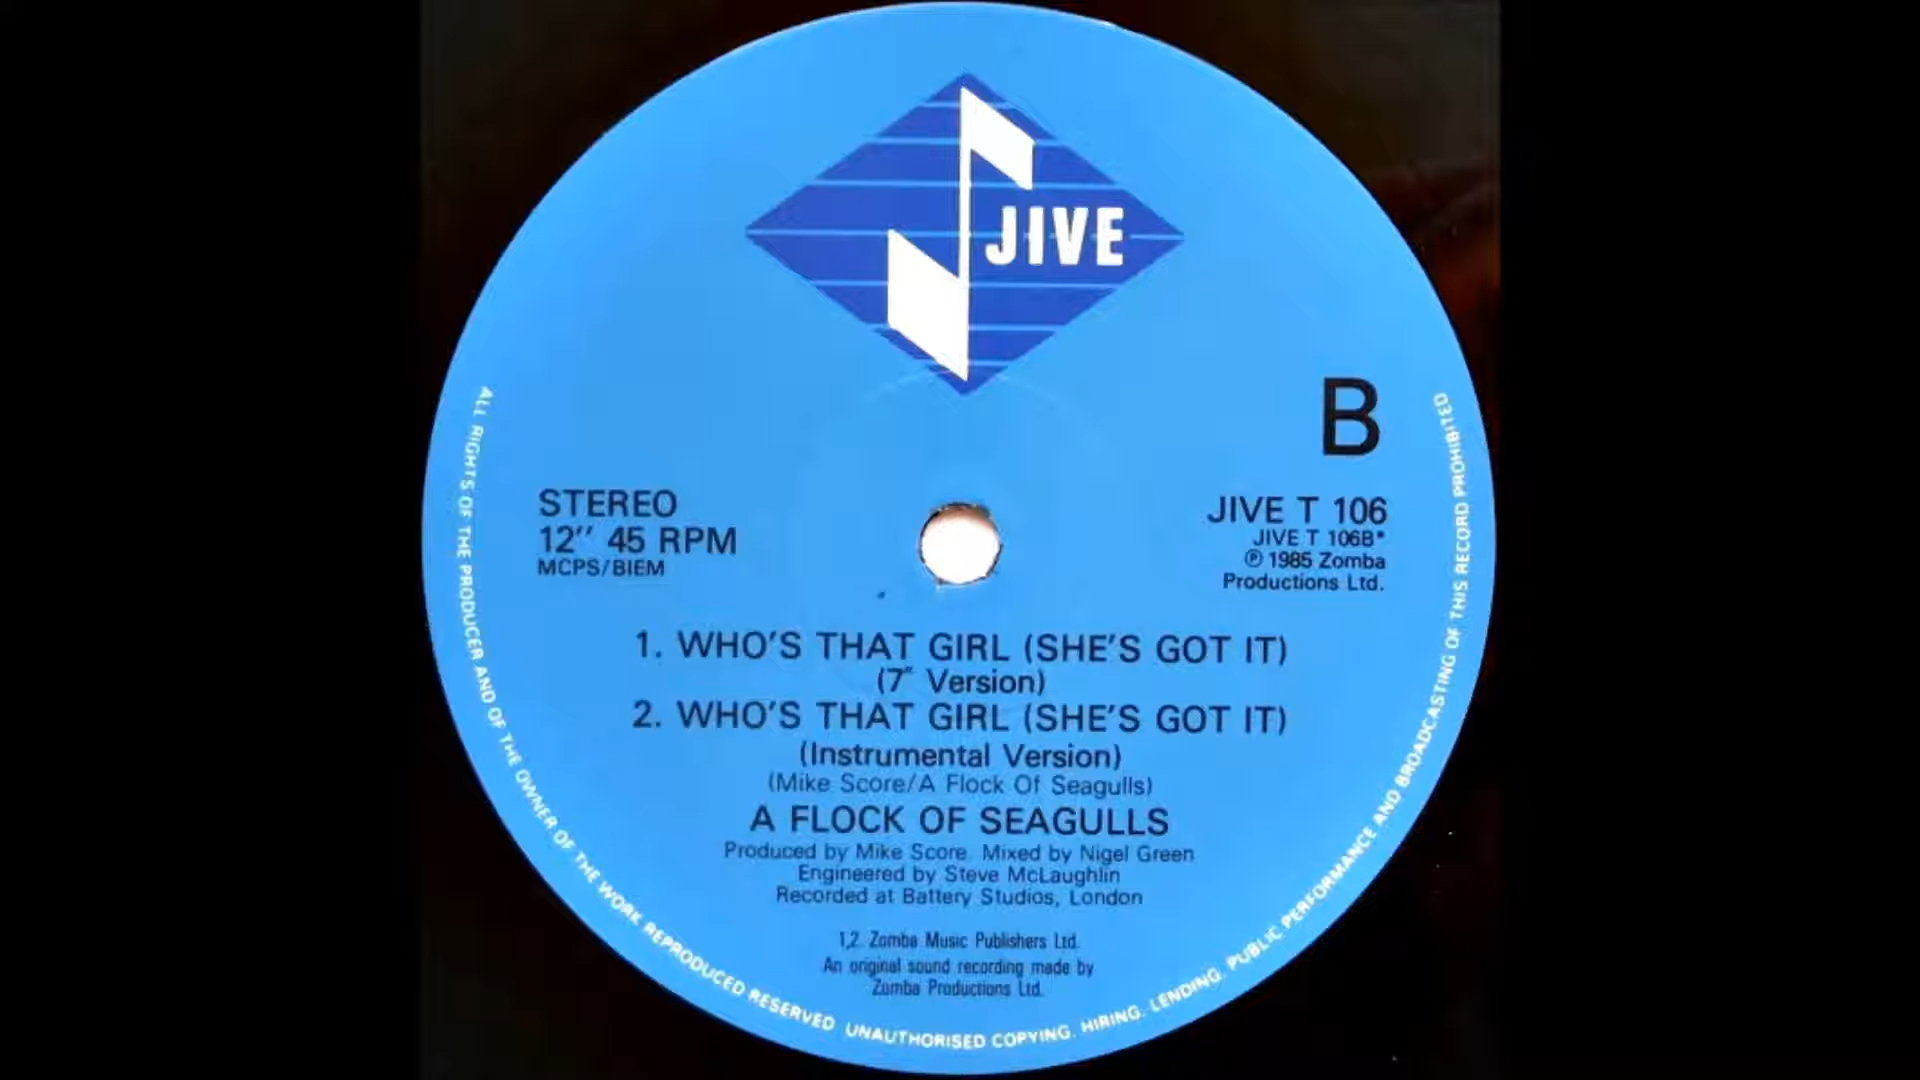 JIVE
B
STEREO
12" 45 RPM
MCPS/BIEM
JIVE T 106
JIVE T 106B*
℗ 1985 Zomba
Productions Ltd.
1. WHO'S THAT GIRL (SHE'S GOT IT)
(7" Version)
2. WHO'S THAT GIRL (SHE'S GOT IT)
(Instrumental Version)
(Mike Score/A Flock Of Seagulls)
A FLOCK OF SEAGULLS
Produced by Mike Score. Mixed by Nigel Green
Engineered by Steve McLaughlin
Recorded at Battery Studios, London
1,2. Zomba Music Publishers Ltd.
An original sound recording made by
Zomba Productions Ltd.
ALL RIGHTS OF THE PRODUCER AND OF THE OWNER OF THE WORK REPRODUCED RESERVED. UNAUTHORISED COPYING, HIRING, LENDING, PUBLIC PERFORMANCE AND BROADCASTING OF THIS RECORD PROHIBITED